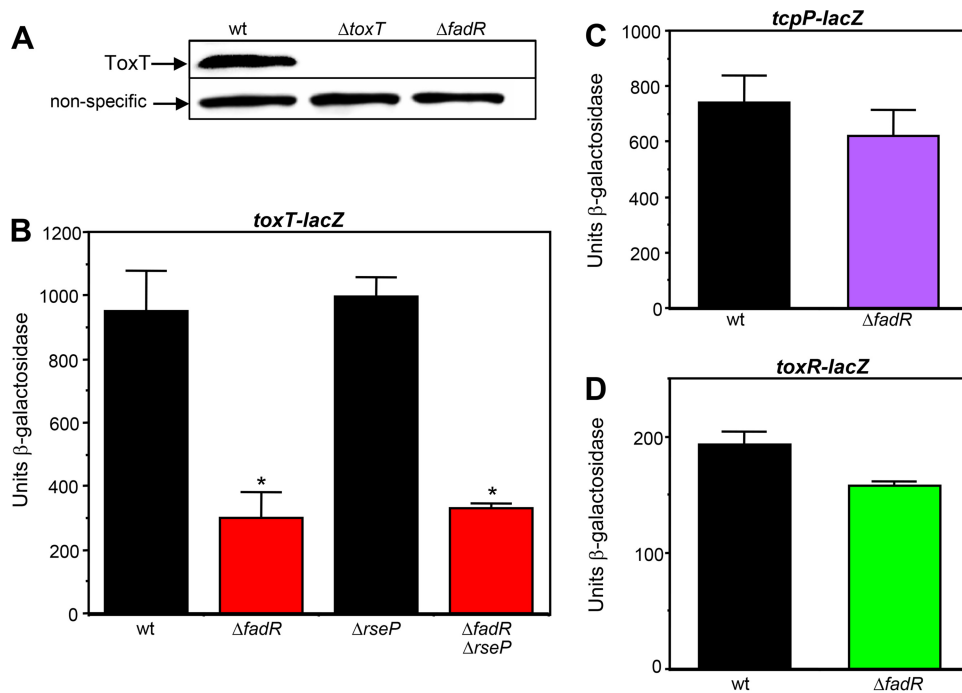 A
wt ΔtoxT ΔfadR
ToxT
non-specific
B
toxT-lacZ
Units β-galactosidase
1200
1000
800
600
400
200
0
*
*
wt ΔfadR ΔrseP ΔfadR
ΔrseP
C
tcpP-lacZ
Units β-galactosidase
1000
800
600
400
200
0
wt ΔfadR
D
toxR-lacZ
Units β-galactosidase
200
100
0
wt ΔfadR